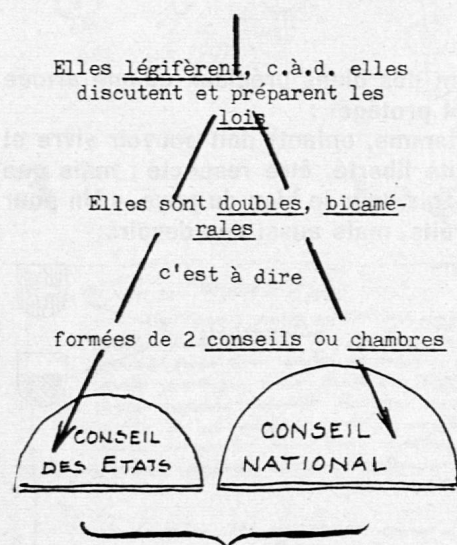 Elles légifèrent, c.à.d. elles
discutent et préparent les
lois
Elles sont doubles, bicamé-
rales
c'est à dire
formées de 2 conseils ou chambres
CONSEIL
DES ETATS
CONSEIL
NATIONAL